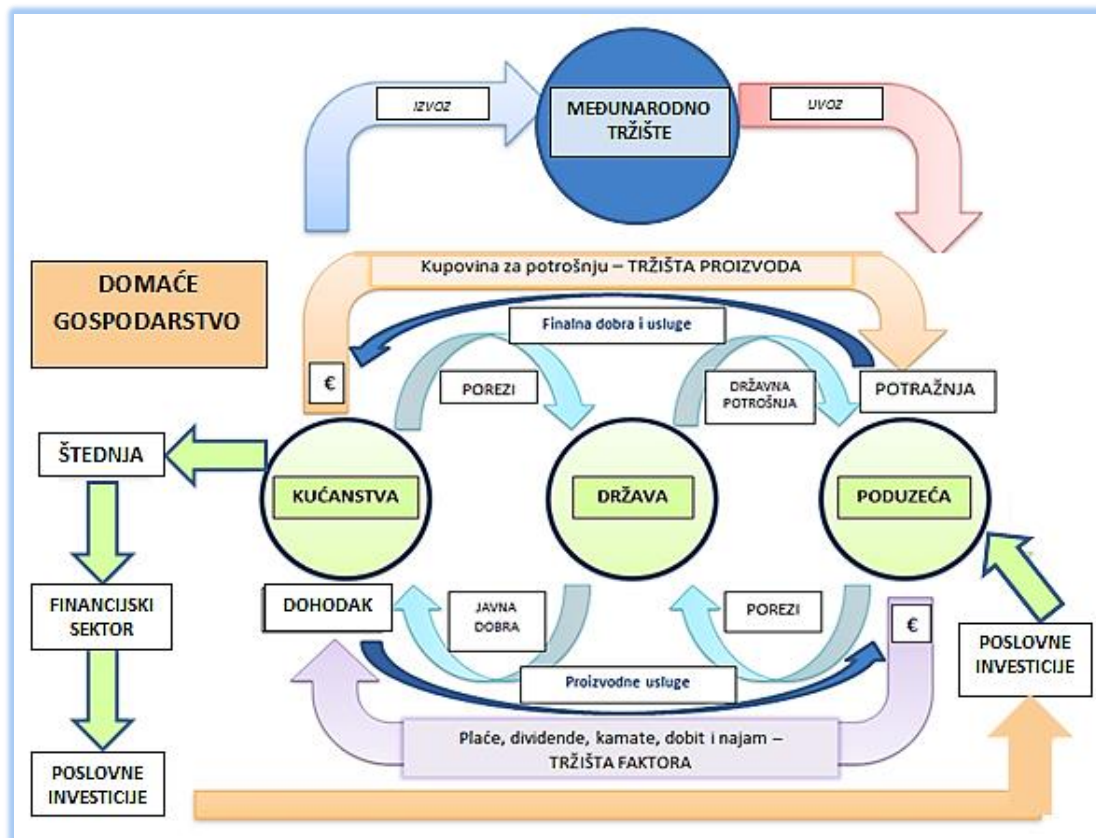 IZVOZ
MEĐUNARODNO
TRŽIŠTE
UVOZ
DOMAĆE
GOSPODARSTVO
Kupovina za potrošnju – TRŽIŠTA PROIZVODA
Finalna dobra i usluge
€
POREZI
DRŽAVNA
POTROŠNJA
POTRAŽNJA
ŠTEDNJA
KUĆANSTVA
DRŽAVA
PODUZEĆA
FINANCIJSKI
SEKTOR
DOHODAK
JAVNA
DOBRA
POREZI
€
POSLOVNE
INVESTICIJE
Proizvodne usluge
Plaće, dividende, kamate, dobit i najam –
TRŽIŠTA FAKTORA
POSLOVNE
INVESTICIJE